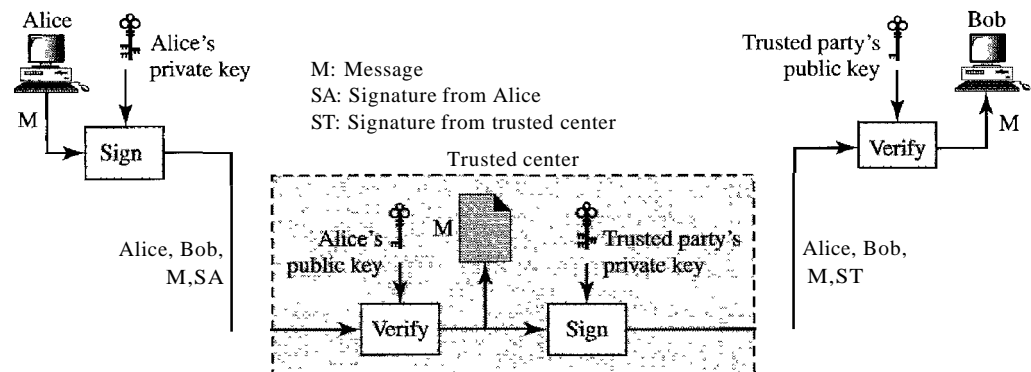 Alice
Alice's
private key
M
Sign
M: Message
SA: Signature from Alice
ST: Signature from trusted center
Trusted party's
public key
Bob
M
Verify
Trusted center
Alice, Bob,
M,SA
Alice's
public key
M
Trusted party's
private key
Verify
Sign
Alice, Bob,
M,ST